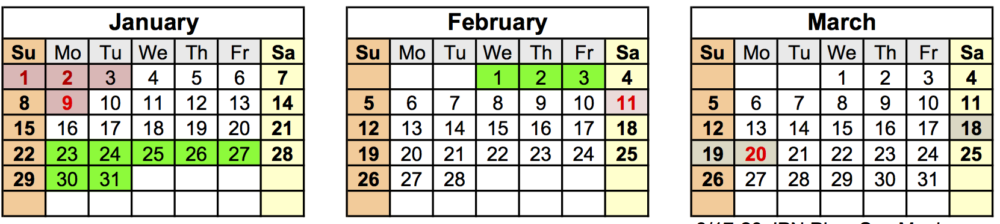 January February March
Su Mo Tu We Th Fr Sa Su Mo Tu We Th Fr Sa Su Mo Tu We Th Fr Sa
1 2 3 4 5 6 7 1 2 3 4 1 2 3 4
8 9 10 11 12 13 14 5 6 7 8 9 10 11 5 6 7 8 9 10 11
15 16 17 18 19 20 21 12 13 14 15 16 17 18 12 13 14 15 16 17 18
22 23 24 25 26 27 28 19 20 21 22 23 24 25 19 20 21 22 23 24 25
29 30 31 26 27 28 26 27 28 29 30 31